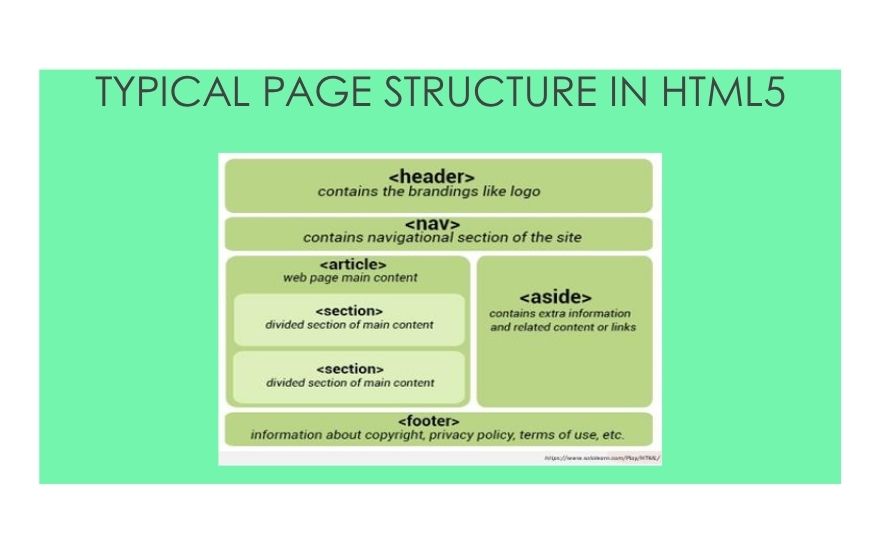 TYPICAL PAGE STRUCTURE IN HTML5
<header>
contains the brandings like logo
<nav>
contains navigational section of the site
<article>
web page main content
<section>
divided section of main content
<section>
divided section of main content
<aside>
contains extra information
and related content or links
<footer>
information about copyright, privacy policy, terms of use, etc.
https://www.sololearn.com/Play/HTML/